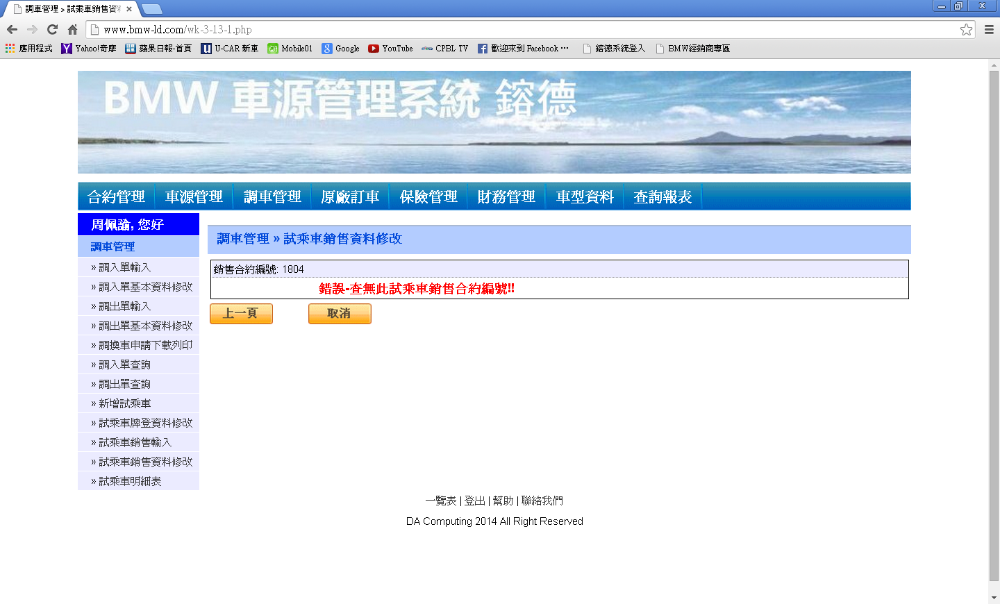 調車管理 » 試乘車銷售資料
www.bmw-ld.com/wk-3-13-1.php
應用程式 Yahoo!奇摩 蘋果日報-首頁 U-CAR 新車 Mobile01 Google YouTube CPBL TV 歡迎來到 Facebook ⋯ 鎔德系統登入 BMW經銷商專區
BMW 車源管理系統 鎔德
合約管理 車源管理 調車管理 原廠訂車 保險管理 財務管理 車型資料 查詢報表
周佩諭, 您好
調車管理
» 調入單輸入
» 調入單基本資料修改
» 調出單輸入
» 調出單基本資料修改
» 調換車申請下載列印
» 調入單查詢
» 調出單查詢
» 新增試乘車
» 試乘車牌登資料修改
» 試乘車銷售輸入
» 試乘車銷售資料修改
» 試乘車明細表
調車管理 » 試乘車銷售資料修改
銷售合約編號: 1804
錯誤-查無此試乘車銷售合約編號!!
上一頁 取消
一覽表 | 登出 | 幫助 | 聯絡我們
DA Computing 2014 All Right Reserved